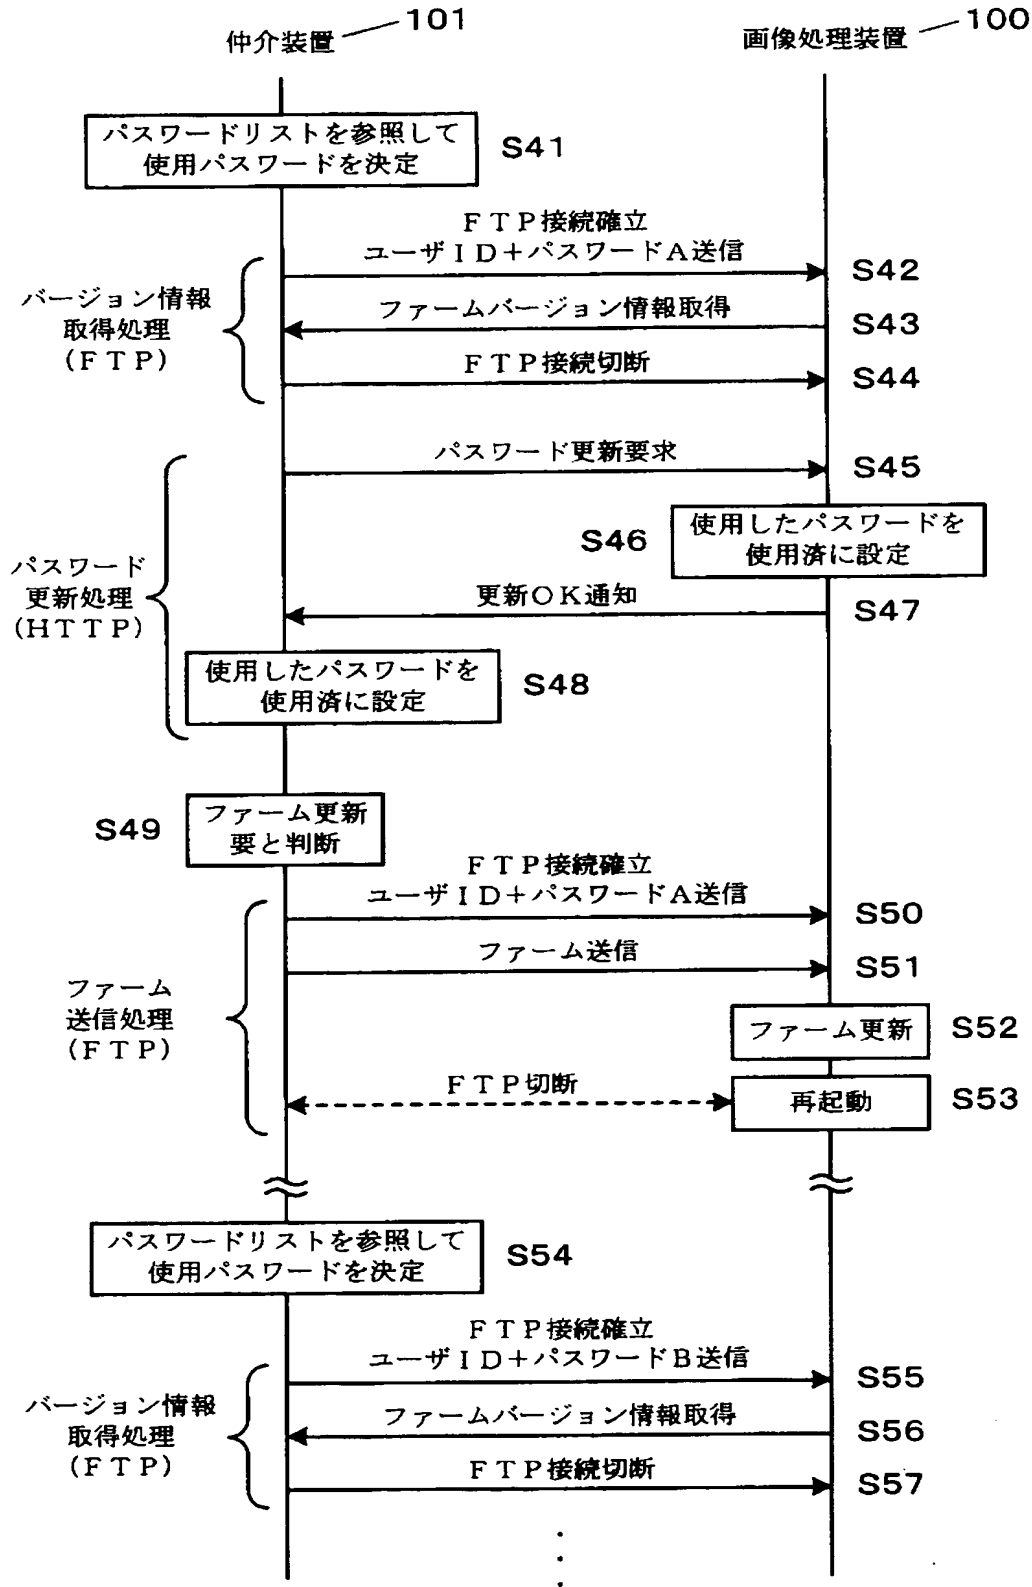 仲介装置 101
画像処理装置 100
パスワードリストを参照して
使用パスワードを決定
S41
ＦＴＰ接続確立
ユーザＩＤ＋パスワードA送信
S42
バージョン情報
取得処理
(ＦＴＰ)
ファームバージョン情報取得
S43
ＦＴＰ接続切断
S44
パスワード更新要求
S45
使用したパスワードを
使用済に設定
S46
パスワード
更新処理
(ＨＴＴＰ)
更新ＯＫ通知
S47
使用したパスワードを
使用済に設定
S48
ファーム更新
要と判断
S49
ＦＴＰ接続確立
ユーザＩＤ＋パスワードA送信
S50
ファーム送信
S51
ファーム
送信処理
(ＦＴＰ)
ファーム更新
S52
ＦＴＰ切断
再起動
S53
パスワードリストを参照して
使用パスワードを決定
S54
ＦＴＰ接続確立
ユーザＩＤ＋パスワードＢ送信
S55
バージョン情報
取得処理
(ＦＴＰ)
ファームバージョン情報取得
S56
ＦＴＰ接続切断
S57